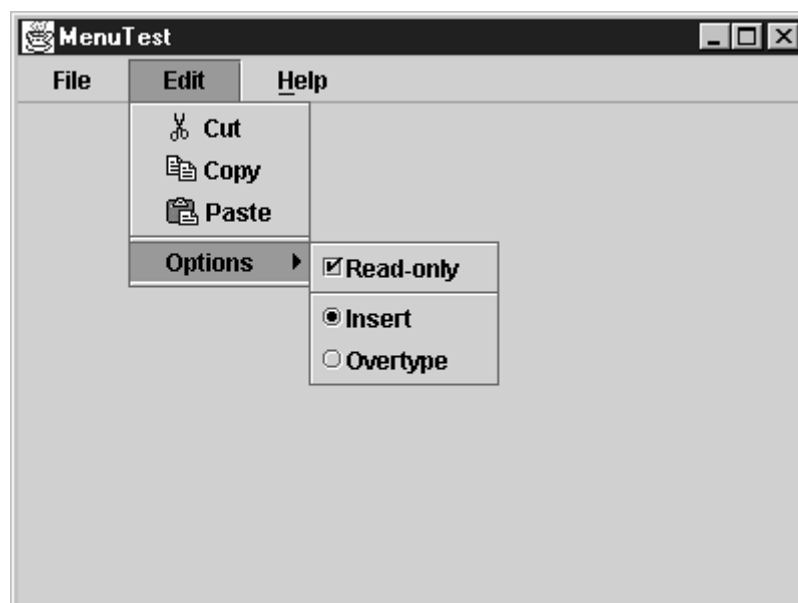 MenuTest
File Edit Help
Cut
Copy
Paste
Options
Read-only
Insert
Overtype